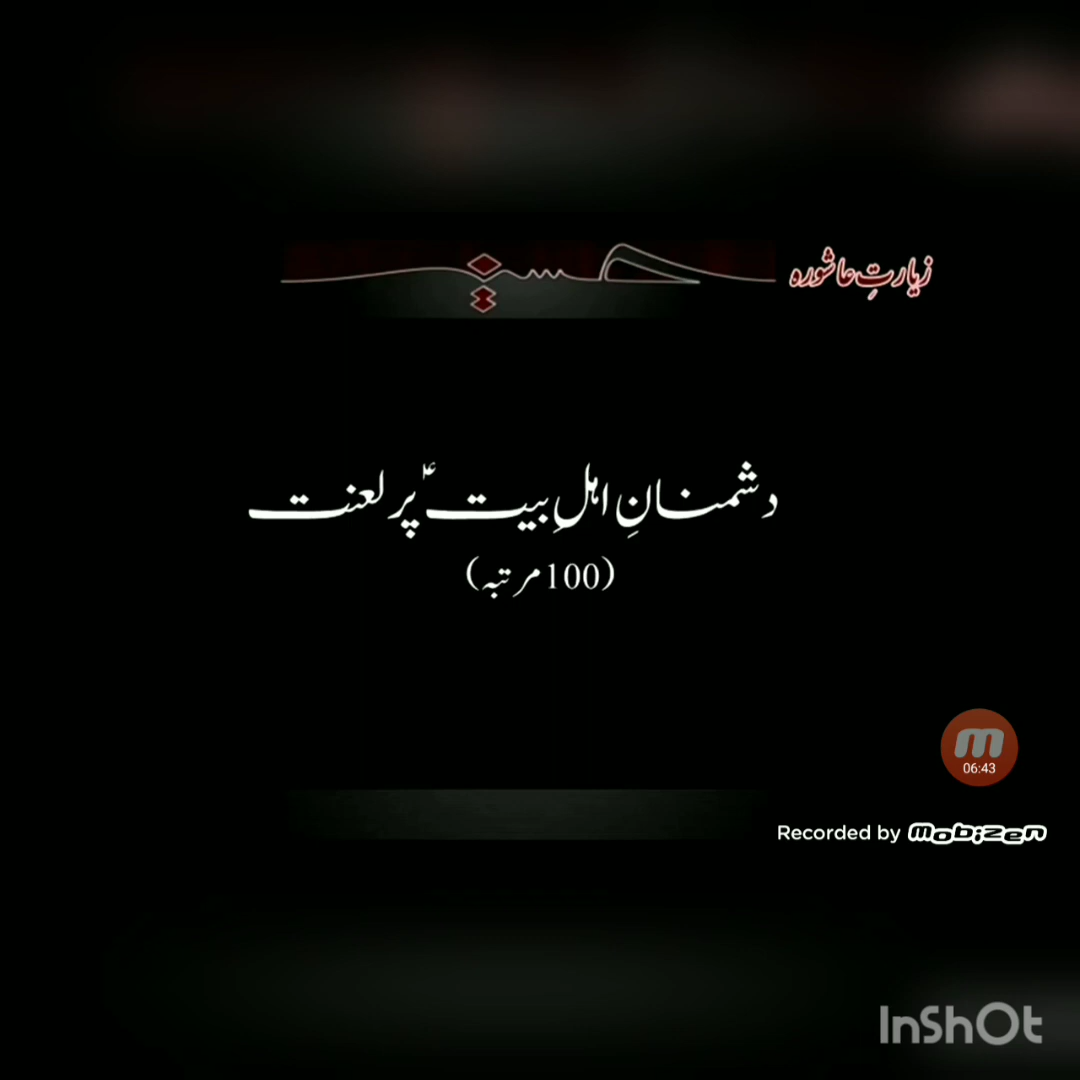 حسین
زیارتِ عاشورہ
دشمنانِ اہلِ بیتؑ پر لعنت
(100 مرتبہ)
06:43
Recorded by Mobizen
InShOt